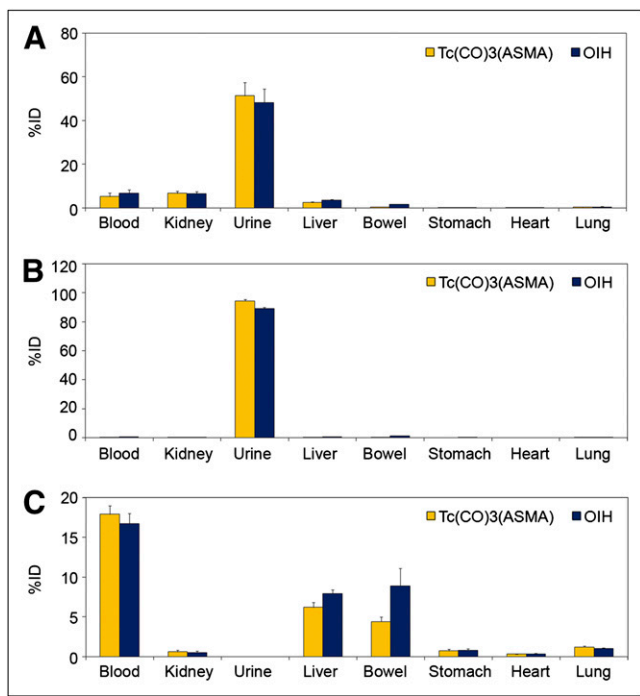 A
80
60
40
20
0
%ID
Tc(CO)3(ASMA) OIH
Blood Kidney Urine Liver Bowel Stomach Heart Lung
B
120
100
80
60
40
20
0
%ID
Tc(CO)3(ASMA) OIH
Blood Kidney Urine Liver Bowel Stomach Heart Lung
C
20
15
10
5
0
%ID
Tc(CO)3(ASMA) OIH
Blood Kidney Urine Liver Bowel Stomach Heart Lung